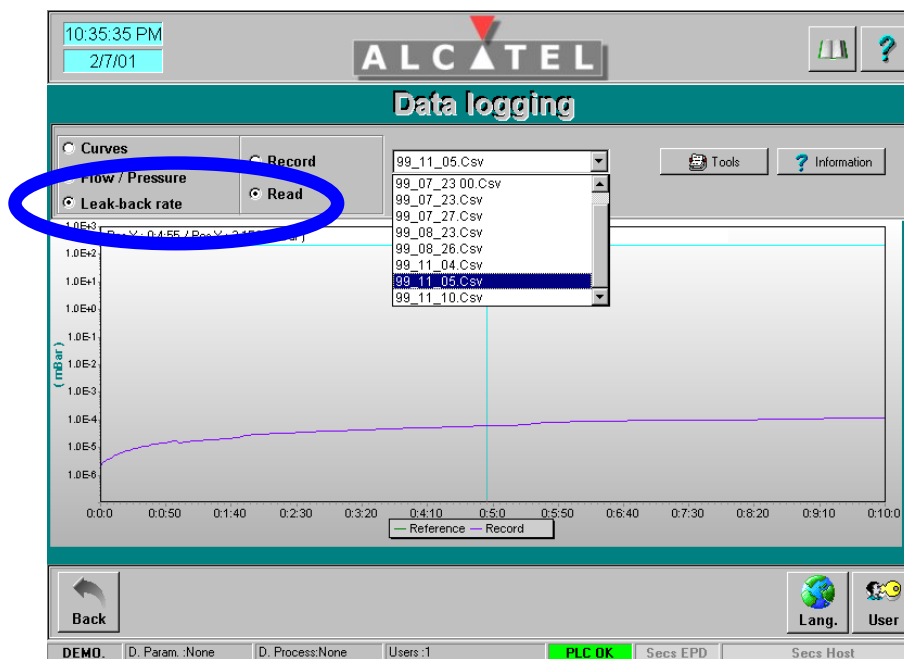 10:35:35 PM
2/7/01
ALCATEL
?
Data logging
Curves
Flow / Pressure
Leak-back rate
Record
Read
99_11_05.Csv
Tools
? Information
99_07_23 00.Csv
99_07_23.Csv
99_07_27.Csv
99_08_23.Csv
99_08_26.Csv
99_11_04.Csv
99_11_05.Csv
99_11_10.Csv
1.0E+3
1.0E+2
1.0E+1
1.0E+0
1.0E-1
1.0E-2
1.0E-3
1.0E-4
1.0E-5
1.0E-6
(mBar)
0:0:0 0:0:50 0:1:40 0:2:30 0:3:20 0:4:10 0:5:0 0:5:50 0:6:40 0:7:30 0:8:20 0:9:10 0:10:0
Reference Record
Back
Lang.
User
DEMO. D. Param. :None D. Process:None Users :1 PLC OK Secs EPD Secs Host